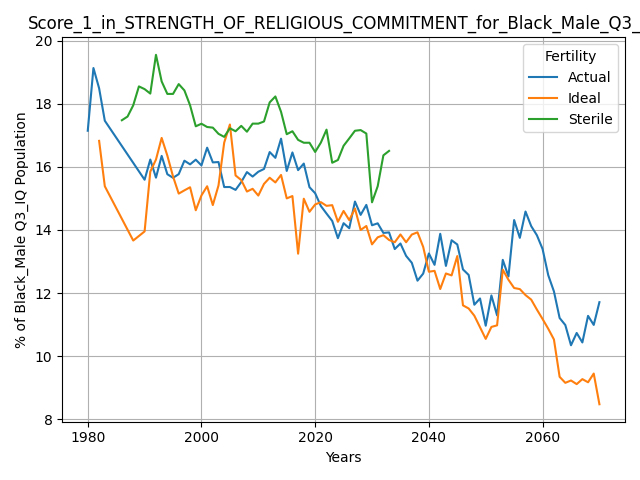 Score_1_in_STRENGTH_OF_RELIGIOUS_COMMITMENT_for_Black_Male_Q3_
Fertility
Actual
Ideal
Sterile
% of Black_Male Q3_IQ Population
20
18
16
14
12
10
8
1980
2000
2020
2040
2060
Years